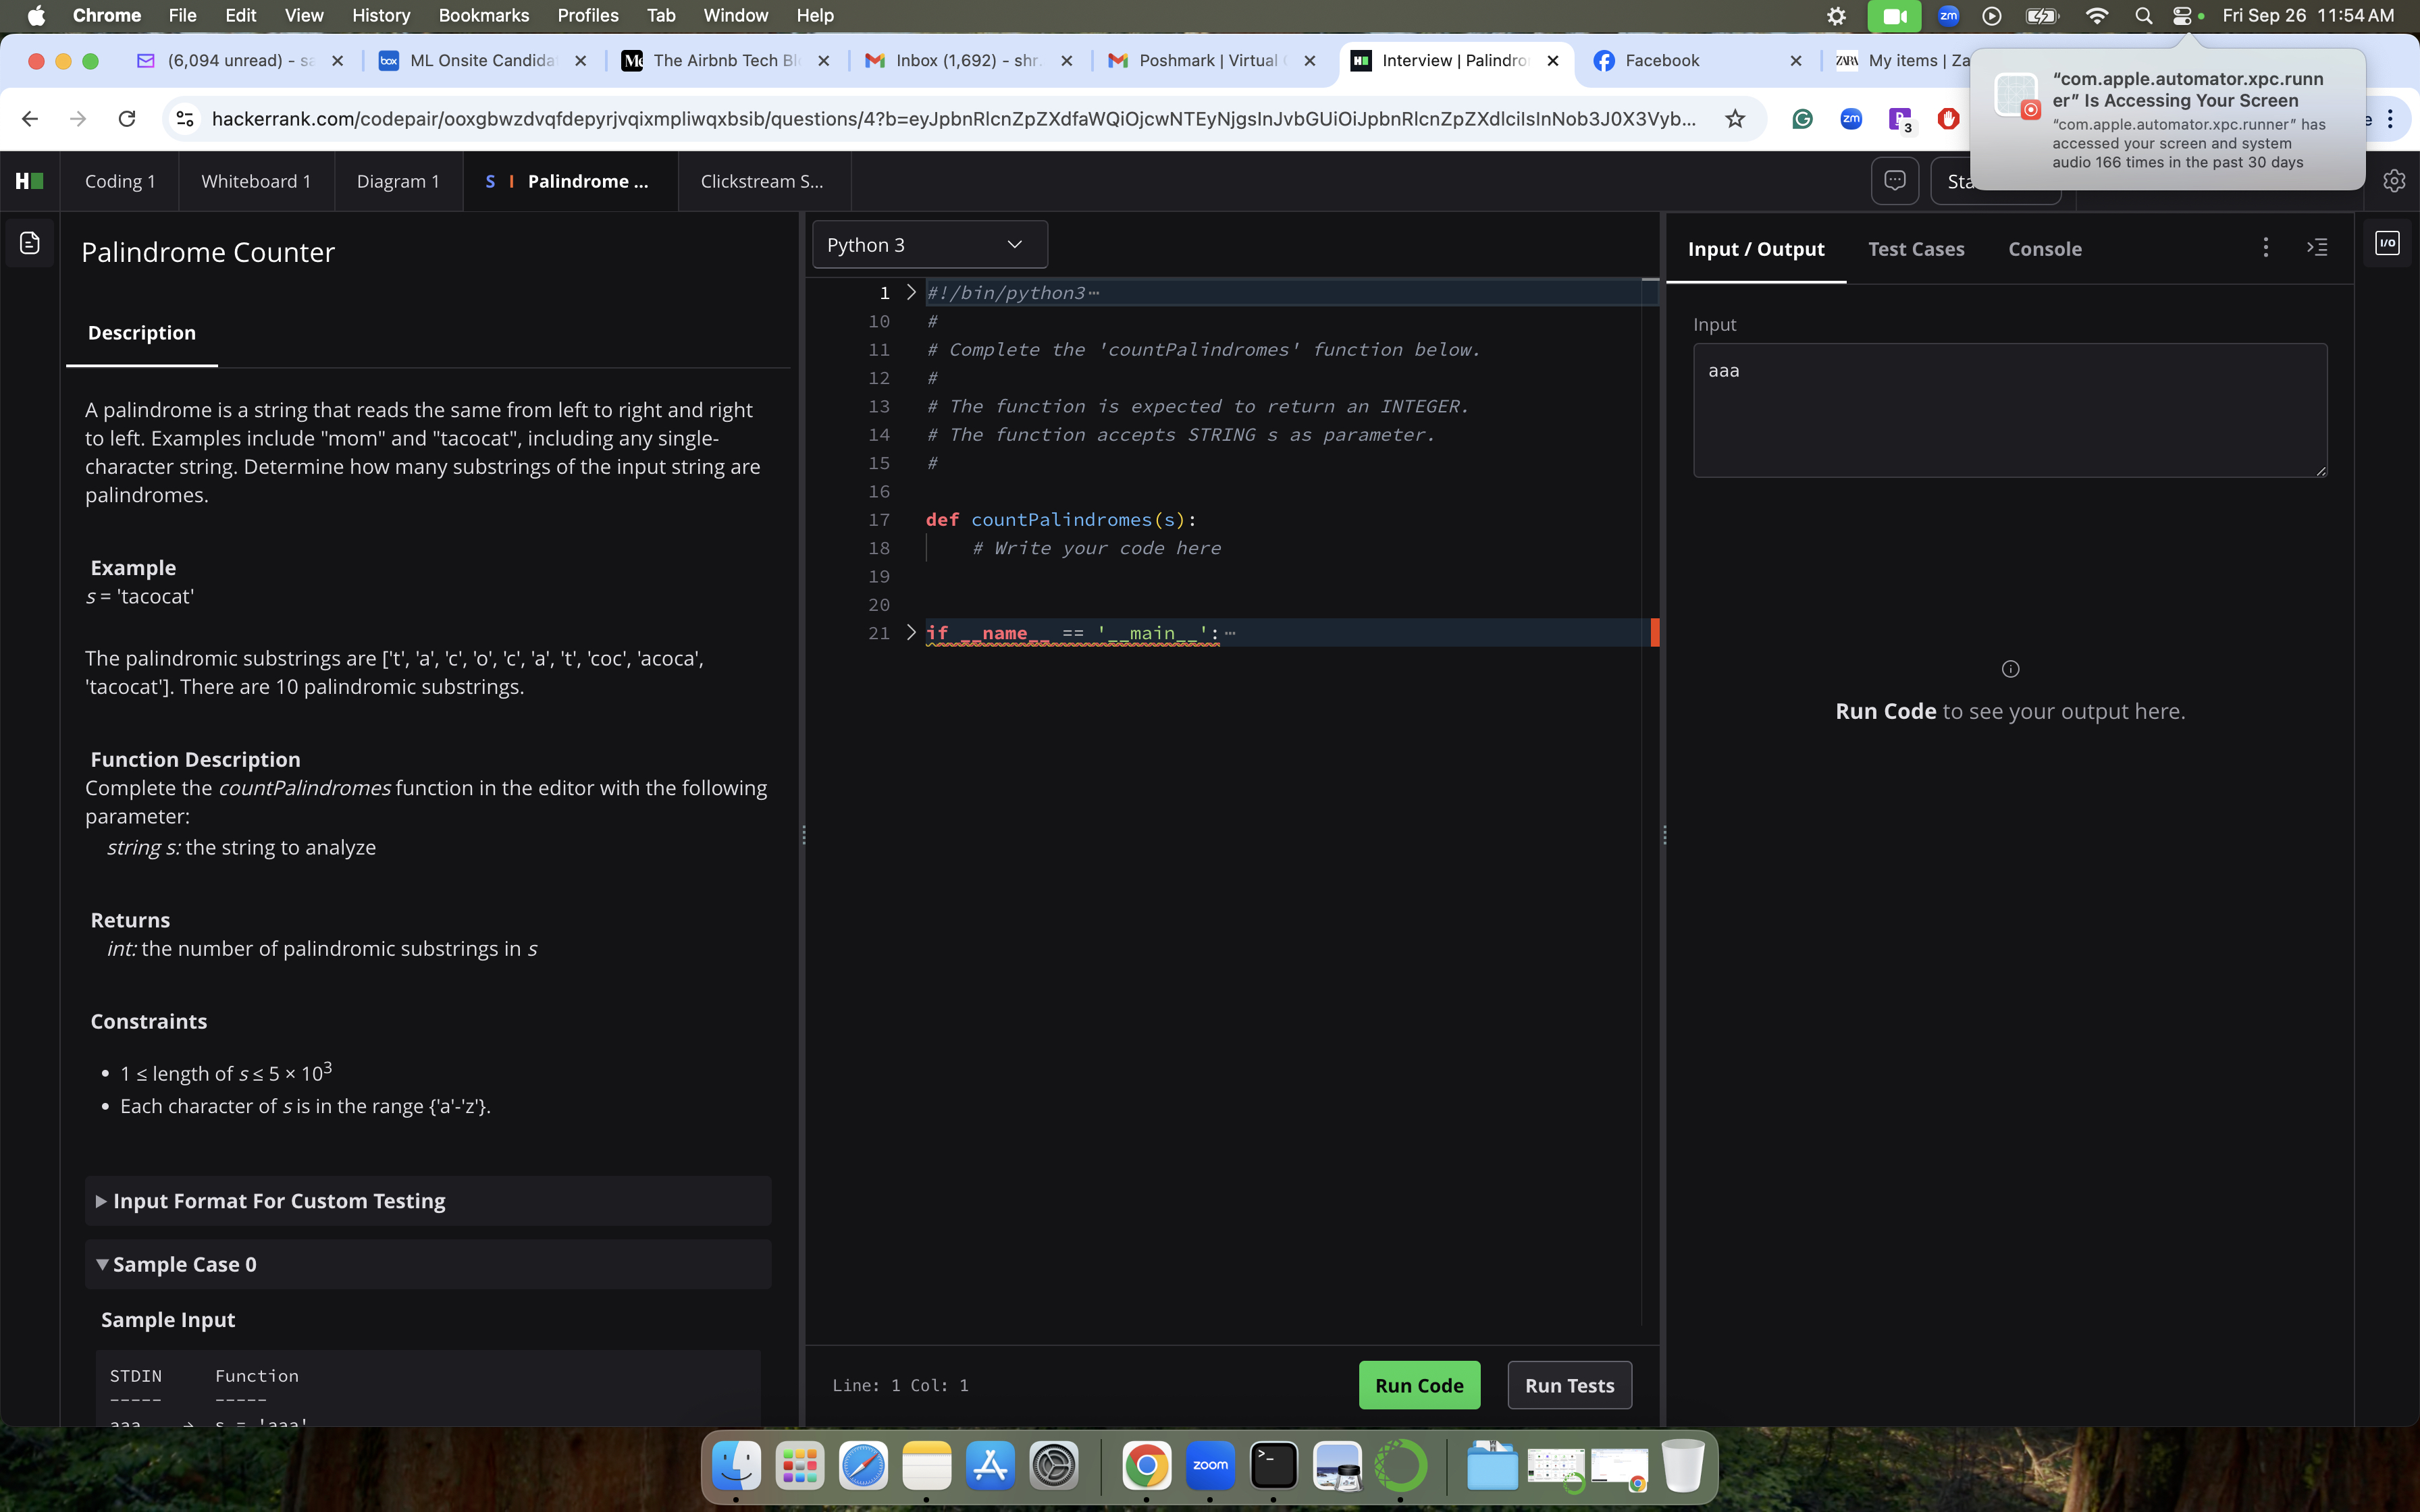 Chrome File Edit View History Bookmarks Profiles Tab Window Help
zm
Fri Sep 26 11:54 AM
(6,094 unread) - sa
box ML Onsite Candida
The Airbnb Tech Bl
Inbox (1,692) - shr
Poshmark | Virtual
Interview | Palindro
Facebook
ZARA My items | Za
hackerrank.com/codepair/ooxgbwzdvqfdepyrjvqixmpliwqxbsib/questions/4?b=eyJpbnRlcnZpZXdfaWQiOjcwNTEyNjgsInJvbGUiOiJpbnRlcnZpZXdlciIsInNob3J0X3Vyb...
zm
3
“com.apple.automator.xpc.runn
er” Is Accessing Your Screen
“com.apple.automator.xpc.runner” has
accessed your screen and system
audio 166 times in the past 30 days
H
Coding 1
Whiteboard 1
Diagram 1
S I Palindrome ...
Clickstream S...
Sta
Palindrome Counter
Description
A palindrome is a string that reads the same from left to right and right
to left. Examples include "mom" and "tacocat", including any single-
character string. Determine how many substrings of the input string are
palindromes.
Example
s = 'tacocat'
The palindromic substrings are ['t', 'a', 'c', 'o', 'c', 'a', 't', 'coc', 'acoca',
'tacocat']. There are 10 palindromic substrings.
Function Description
Complete the countPalindromes function in the editor with the following
parameter:
string s: the string to analyze
Returns
int: the number of palindromic substrings in s
Constraints
• 1 ≤ length of s ≤ 5 × 10³
• Each character of s is in the range {'a'-'z'}.
Input Format For Custom Testing
Sample Case 0
Sample Input
STDIN Function
----- -----
aaa → s = 'aaa'
Python 3
1 #!/bin/python3⋯
10 #
11 # Complete the 'countPalindromes' function below.
12 #
13 # The function is expected to return an INTEGER.
14 # The function accepts STRING s as parameter.
15 #
16
17 def countPalindromes(s):
18 # Write your code here
19
20
21 if __name__ == '__main__':⋯
Line: 1 Col: 1
Run Code
Run Tests
Input / Output
Test Cases
Console
I/O
Input
aaa
Run Code to see your output here.
zoom